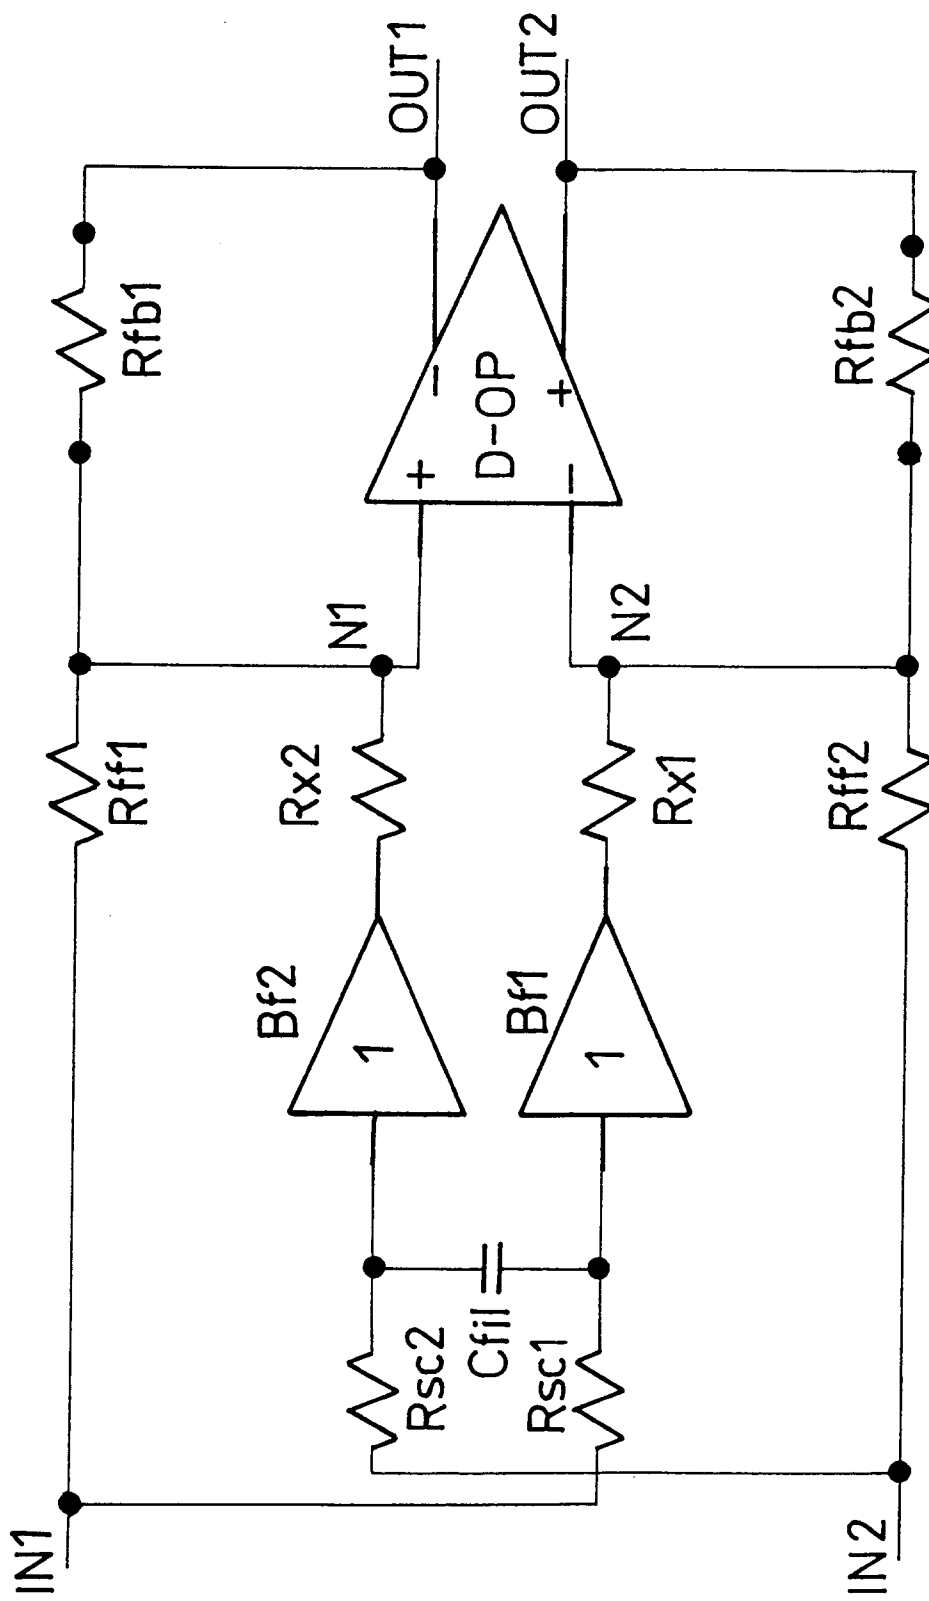 IN1
Rff1
Rfb1
OUT1
Rsc2
Bf2
1
Rx2
N1
+
−
D-OP
Cfil
Rsc1
Bf1
1
Rx1
N2
−
+
OUT2
IN2
Rff2
Rfb2